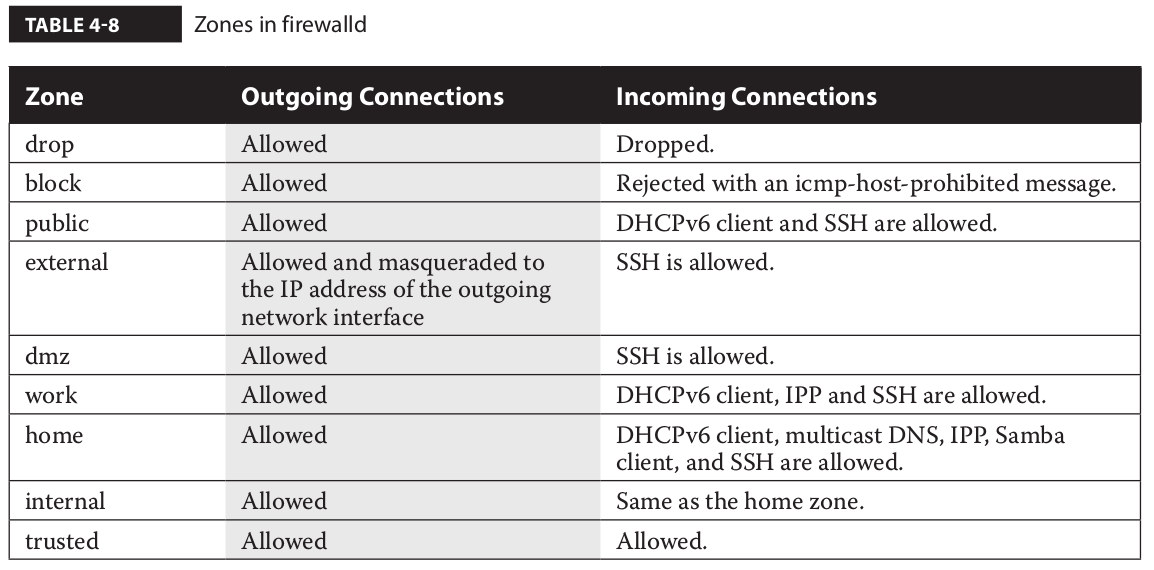 TABLE 4-8 Zones in firewalld
Zone Outgoing Connections Incoming Connections
drop Allowed Dropped.
block Allowed Rejected with an icmp-host-prohibited message.
public Allowed DHCPv6 client and SSH are allowed.
external Allowed and masqueraded to SSH is allowed.
the IP address of the outgoing
network interface
dmz Allowed SSH is allowed.
work Allowed DHCPv6 client, IPP and SSH are allowed.
home Allowed DHCPv6 client, multicast DNS, IPP, Samba
client, and SSH are allowed.
internal Allowed Same as the home zone.
trusted Allowed Allowed.